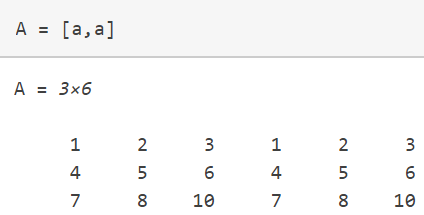 A = [a,a]
A = 3×6
1 2 3 1 2 3
4 5 6 4 5 6
7 8 10 7 8 10